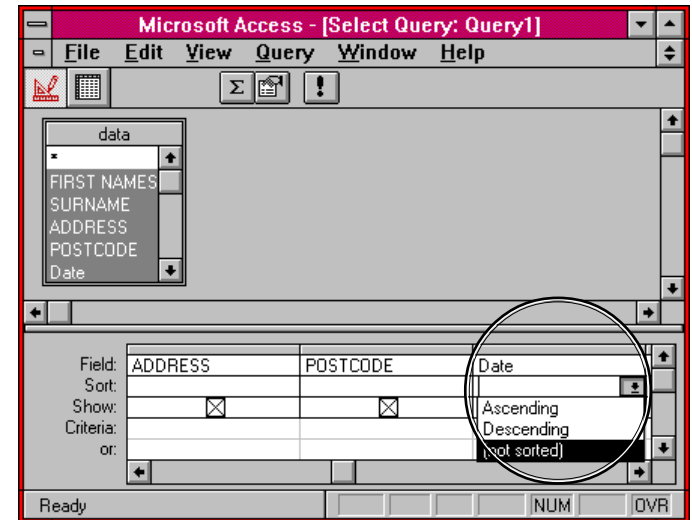 Microsoft Access - [Select Query: Query1]
File Edit View Query Window Help
Σ !
data
*
FIRST NAMES
SURNAME
ADDRESS
POSTCODE
Date
Field: ADDRESS POSTCODE Date
Sort:
Show: Ascending
Criteria: Descending
or: (not sorted)
Ready NUM OVR